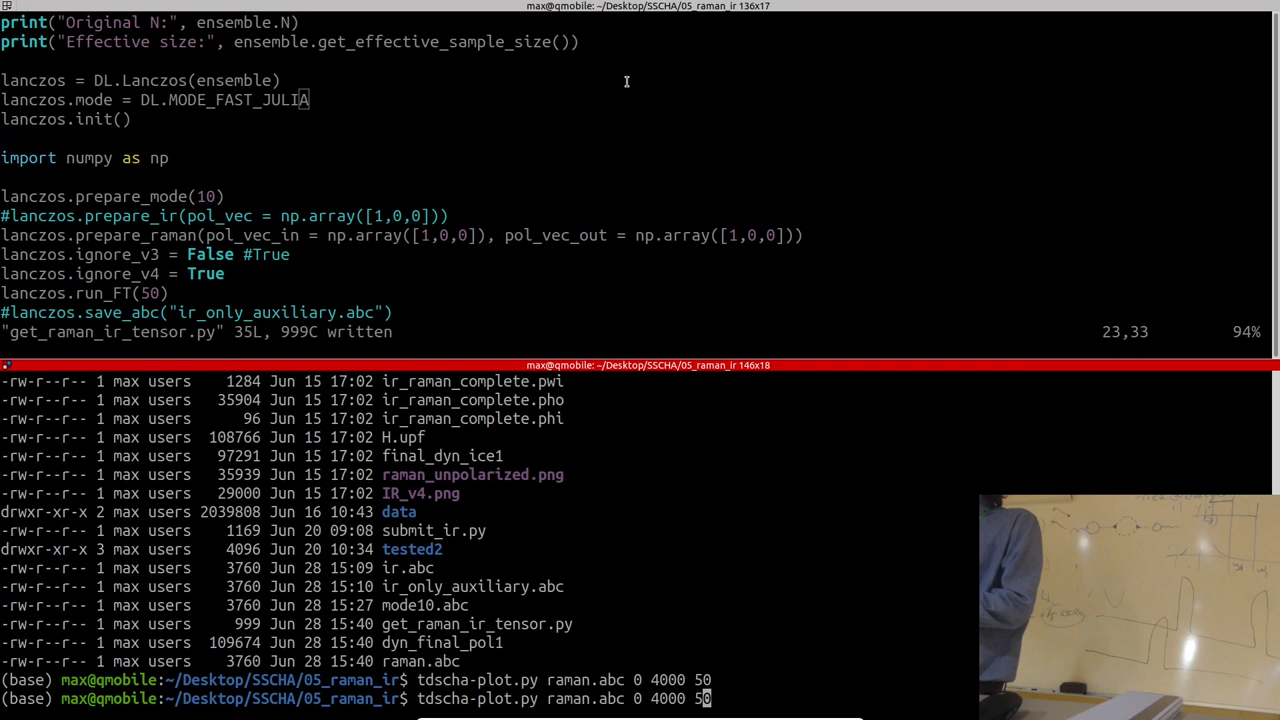 max@qmobile: ~/Desktop/SSCHA/05_raman_ir 136x17
print("Original N:", ensemble.N)
print("Effective size:", ensemble.get_effective_sample_size())
lanczos = DL.Lanczos(ensemble)
lanczos.mode = DL.MODE_FAST_JULIA
lanczos.init()
import numpy as np
lanczos.prepare_mode(10)
#lanczos.prepare_ir(pol_vec = np.array([1,0,0]))
lanczos.prepare_raman(pol_vec_in = np.array([1,0,0]), pol_vec_out = np.array([1,0,0]))
lanczos.ignore_v3 = False #True
lanczos.ignore_v4 = True
lanczos.run_FT(50)
#lanczos.save_abc("ir_only_auxiliary.abc")
"get_raman_ir_tensor.py" 35L, 999C written 23,33 94%
max@qmobile: ~/Desktop/SSCHA/05_raman_ir 146x18
-rw-r--r-- 1 max users 1284 Jun 15 17:02 ir_raman_complete.pwi
-rw-r--r-- 1 max users 35904 Jun 15 17:02 ir_raman_complete.pho
-rw-r--r-- 1 max users 96 Jun 15 17:02 ir_raman_complete.phi
-rw-r--r-- 1 max users 108766 Jun 15 17:02 H.upf
-rw-r--r-- 1 max users 97291 Jun 15 17:02 final_dyn_ice1
-rw-r--r-- 1 max users 35939 Jun 15 17:02 raman_unpolarized.png
-rw-r--r-- 1 max users 29000 Jun 15 17:02 IR_v4.png
drwxr-xr-x 2 max users 2039808 Jun 16 10:43 data
-rw-r--r-- 1 max users 1169 Jun 20 09:08 submit_ir.py
drwxr-xr-x 3 max users 4096 Jun 20 10:34 tested2
-rw-r--r-- 1 max users 3760 Jun 28 15:09 ir.abc
-rw-r--r-- 1 max users 3760 Jun 28 15:10 ir_only_auxiliary.abc
-rw-r--r-- 1 max users 3760 Jun 28 15:27 mode10.abc
-rw-r--r-- 1 max users 999 Jun 28 15:40 get_raman_ir_tensor.py
-rw-r--r-- 1 max users 109674 Jun 28 15:40 dyn_final_pol1
-rw-r--r-- 1 max users 3760 Jun 28 15:40 raman.abc
(base) max@qmobile:~/Desktop/SSCHA/05_raman_ir$ tdscha-plot.py raman.abc 0 4000 50
(base) max@qmobile:~/Desktop/SSCHA/05_raman_ir$ tdscha-plot.py raman.abc 0 4000 50